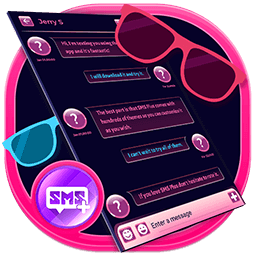 Jerry S
Hi, I'm texting you using this
app and it's fantastic!
I will download it and try it.
The best part is that SMS Plus comes with
hundreds of themes so you can customize it
as you wish.
I can't wait to try all of them.
If you love SMS Plus don't hesitate to rate it.
SMS
Enter a message